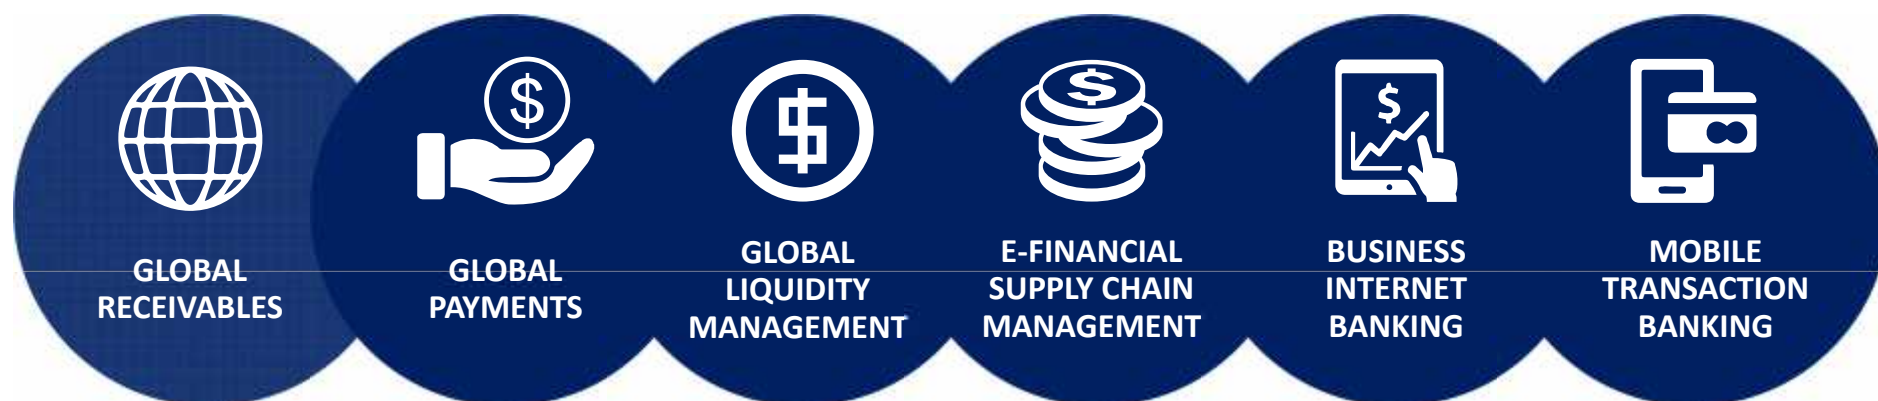 GLOBAL
RECEIVABLES
GLOBAL
PAYMENTS
GLOBAL
LIQUIDITY
MANAGEMENT
E-FINANCIAL
SUPPLY CHAIN
MANAGEMENT
BUSINESS
INTERNET
BANKING
MOBILE
TRANSACTION
BANKING